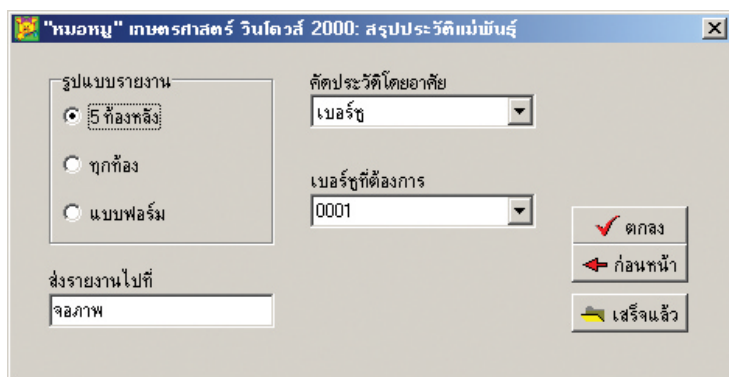 "หมอหมู" เกษตรศาสตร์ วินโดวส์ 2000: สรุปประวัติแม่พันธุ์
รูปแบบรายงาน
5 ท้องหลัง
ทุกท้อง
แบบฟอร์ม
คัดประวัติโดยอาศัย
เบอร์หู
เบอร์หูที่ต้องการ
0001
ส่งรายงานไปที่
จอภาพ
ตกลง
ก่อนหน้า
เสร็จแล้ว